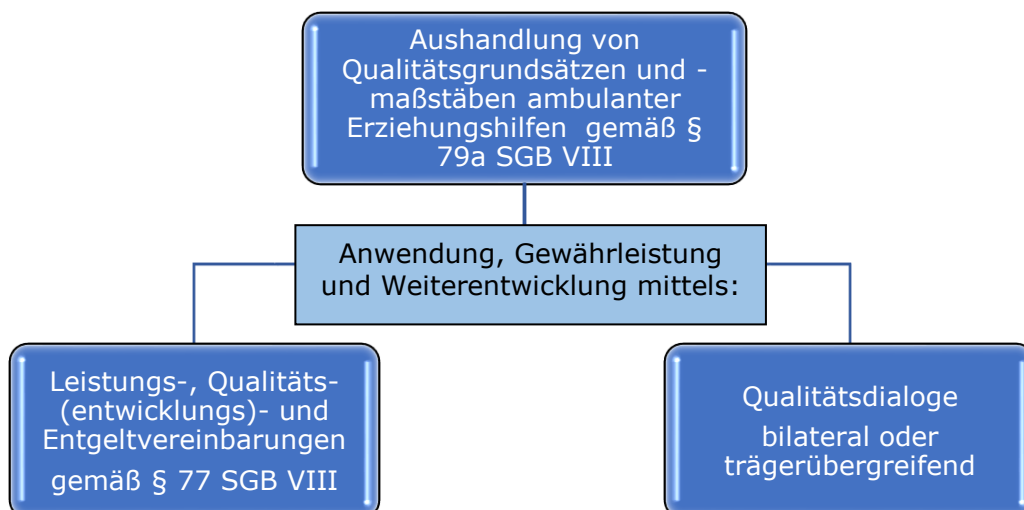 Aushandlung von
Qualitätsgrundsätzen und -
maßstäben ambulanter
Erziehungshilfen  gemäß §
79a SGB VIII
Anwendung, Gewährleistung
und Weiterentwicklung mittels:
Leistungs-, Qualitäts-
(entwicklungs)- und
Entgeltvereinbarungen
gemäß § 77 SGB VIII
Qualitätsdialoge
bilateral oder
trägerübergreifend